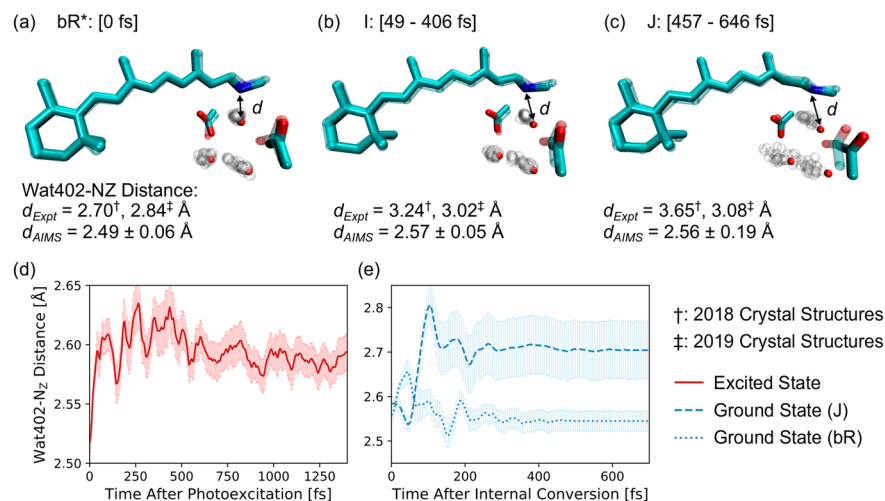 (a) bR*: [0 fs]
(b) I: [49 - 406 fs]
(c) J: [457 - 646 fs]
d
d
d
Wat402-NZ Distance:
dExpt = 2.70†, 2.84‡ Å
dAIMS = 2.49 ± 0.06 Å
dExpt = 3.24†, 3.02‡ Å
dAIMS = 2.57 ± 0.05 Å
dExpt = 3.65†, 3.08‡ Å
dAIMS = 2.56 ± 0.19 Å
(d)
Wat402-NZ Distance [Å]
2.65
2.60
2.55
2.50
0 250 500 750 1000 1250
Time After Photoexcitation [fs]
(e)
2.8
2.7
2.6
2.5
0 200 400 600
Time After Internal Conversion [fs]
†: 2018 Crystal Structures
‡: 2019 Crystal Structures
Excited State
Ground State (J)
Ground State (bR)